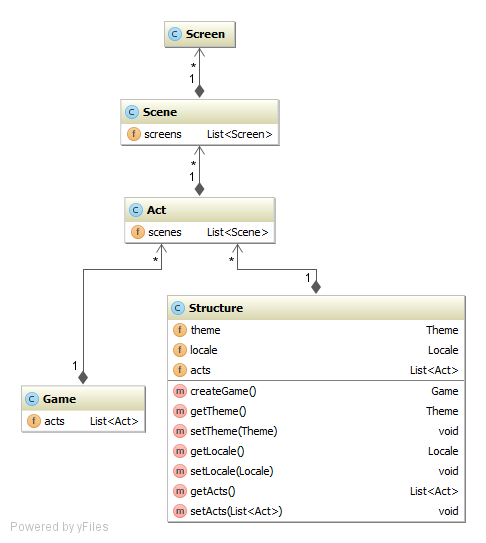 C Screen
*
1
C Scene
f screens List<Screen>
*
1
C Act
f scenes List<Scene>
* *
1
C Structure
f theme Theme
f locale Locale
f acts List<Act>
m createGame() Game
m getTheme() Theme
m setTheme(Theme) void
m getLocale() Locale
m setLocale(Locale) void
m getActs() List<Act>
m setActs(List<Act>) void
1
C Game
f acts List<Act>
Powered by yFiles